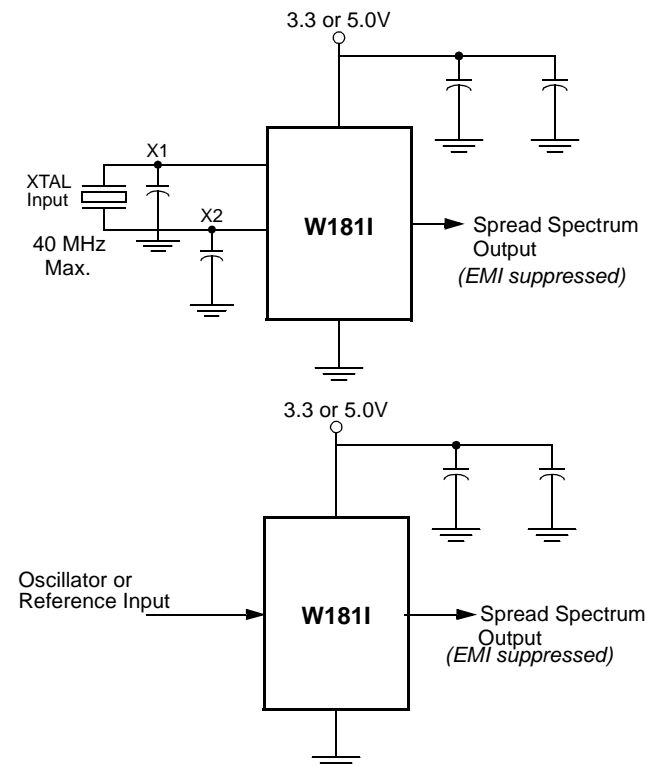 3.3 or 5.0V
X1
XTAL
Input
X2
40 MHz
Max.
W181I
Spread Spectrum
Output
(EMI suppressed)
3.3 or 5.0V
Oscillator or
Reference Input
W181I
Spread Spectrum
Output
(EMI suppressed)